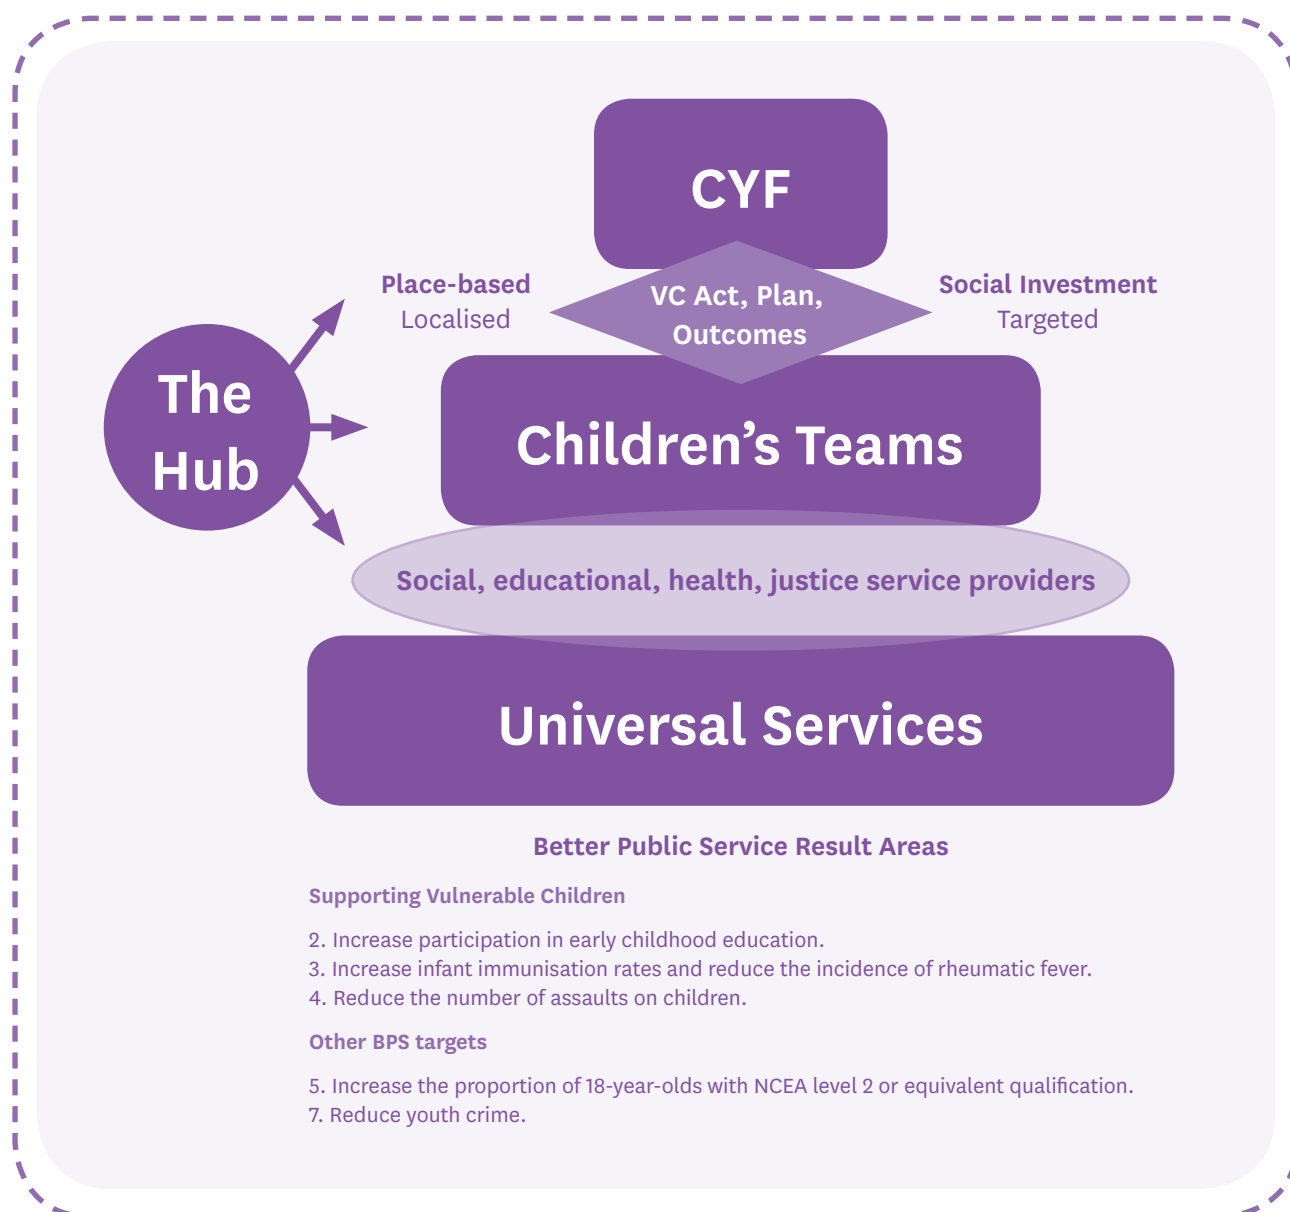 CYF
Place-based
Localised
VC Act, Plan,
Outcomes
Social Investment
Targeted
The
Hub
Children’s Teams
Social, educational, health, justice service providers
Universal Services
Better Public Service Result Areas
Supporting Vulnerable Children
2. Increase participation in early childhood education.
3. Increase infant immunisation rates and reduce the incidence of rheumatic fever.
4. Reduce the number of assaults on children.
Other BPS targets
5. Increase the proportion of 18-year-olds with NCEA level 2 or equivalent qualification.
7. Reduce youth crime.